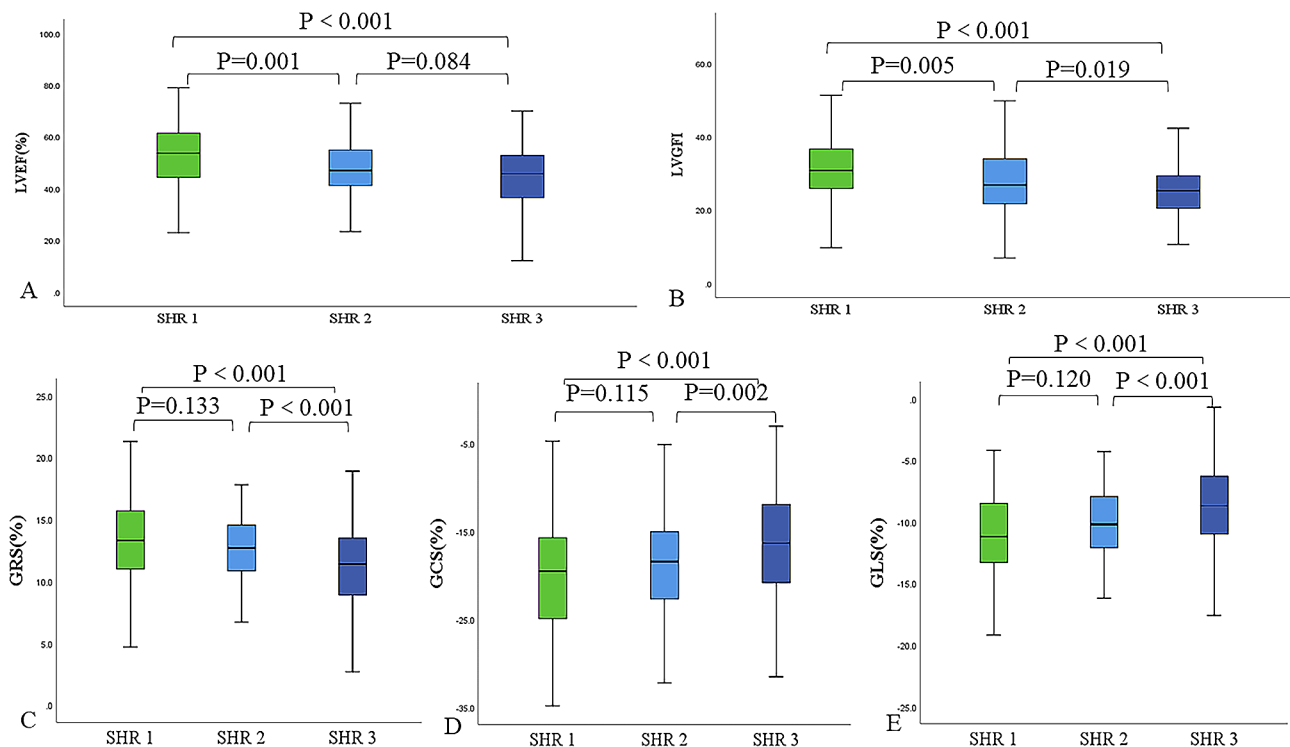 P < 0.001
P=0.001
P=0.084
100.0
80.0
60.0
40.0
20.0
.0
LVEF(%)
A
SHR 1
SHR 2
SHR 3
P < 0.001
P=0.005
P=0.019
60.0
40.0
20.0
.0
LVGFI
B
SHR 1
SHR 2
SHR 3
P < 0.001
P=0.133
P < 0.001
25.0
20.0
15.0
10.0
5.0
.0
GRS(%)
C
SHR 1
SHR 2
SHR 3
P < 0.001
P=0.115
P=0.002
-5.0
-15.0
-25.0
-35.0
GCS(%)
D
SHR 1
SHR 2
SHR 3
P < 0.001
P=0.120
P < 0.001
.0
-5.0
-10.0
-15.0
-20.0
-25.0
GLS(%)
E
SHR 1
SHR 2
SHR 3